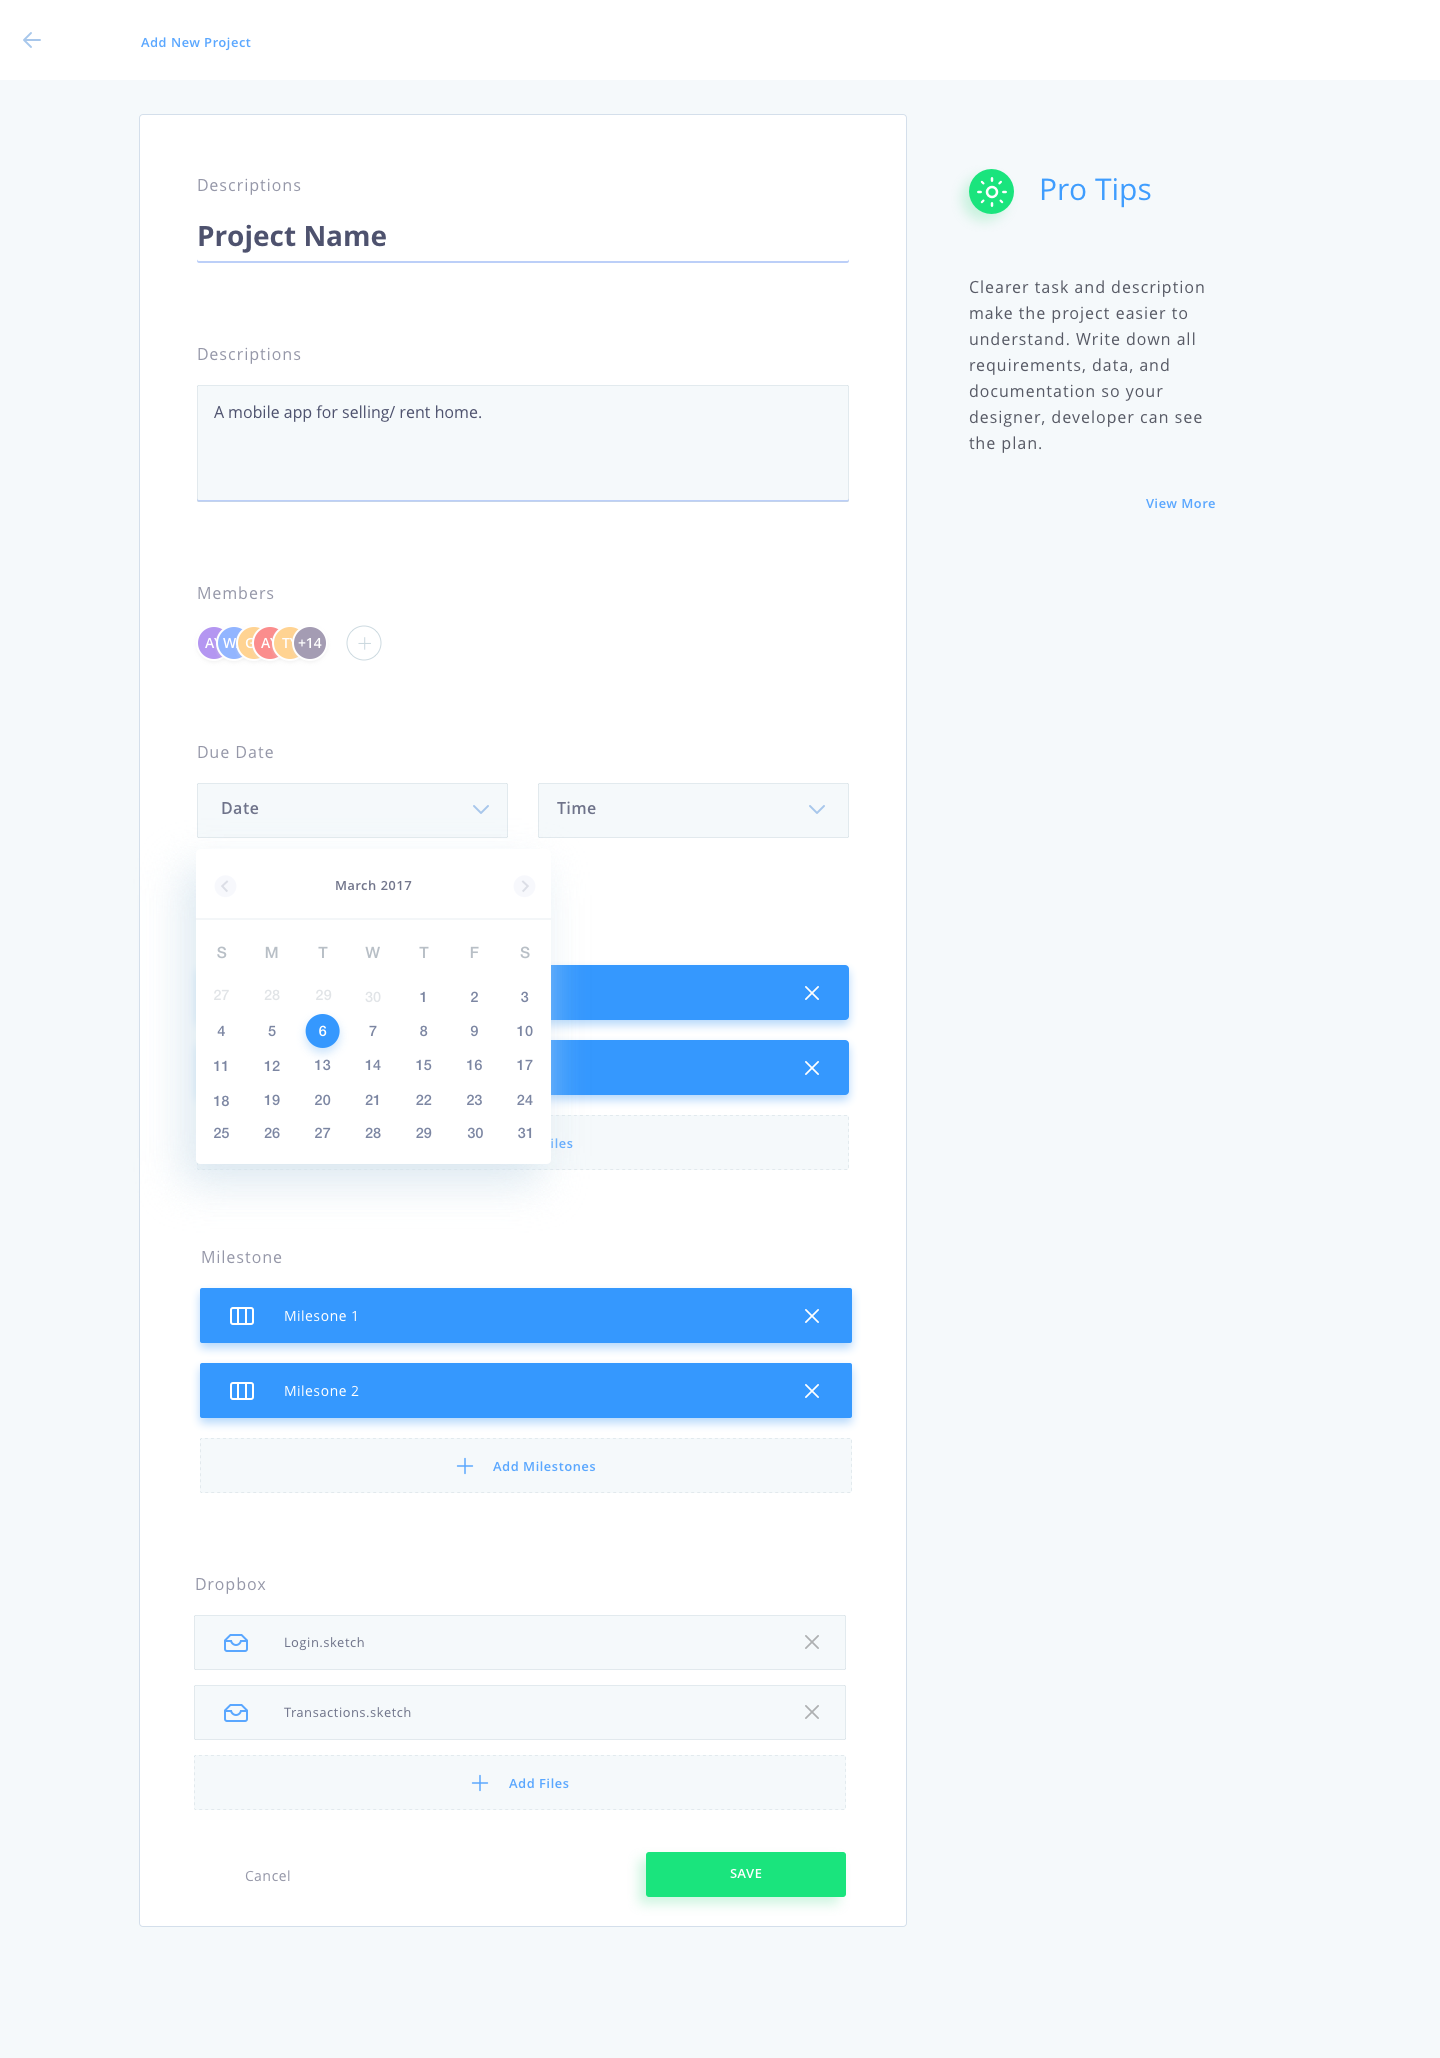 Add New Project
Descriptions
Project Name
Descriptions
A mobile app for selling/ rent home.
Members
+14
Due Date
Date
Time
March 2017
S M T W T F S
27 28 29 30 1 2 3
4 5 6 7 8 9 10
11 12 13 14 15 16 17
18 19 20 21 22 23 24
25 26 27 28 29 30 31
Milestone
Milesone 1
Milesone 2
Add Milestones
Dropbox
Login.sketch
Transactions.sketch
Add Files
Cancel
SAVE
Pro Tips
Clearer task and description
make the project easier to
understand. Write down all
requirements, data, and
documentation so your
designer, developer can see
the plan.
View More